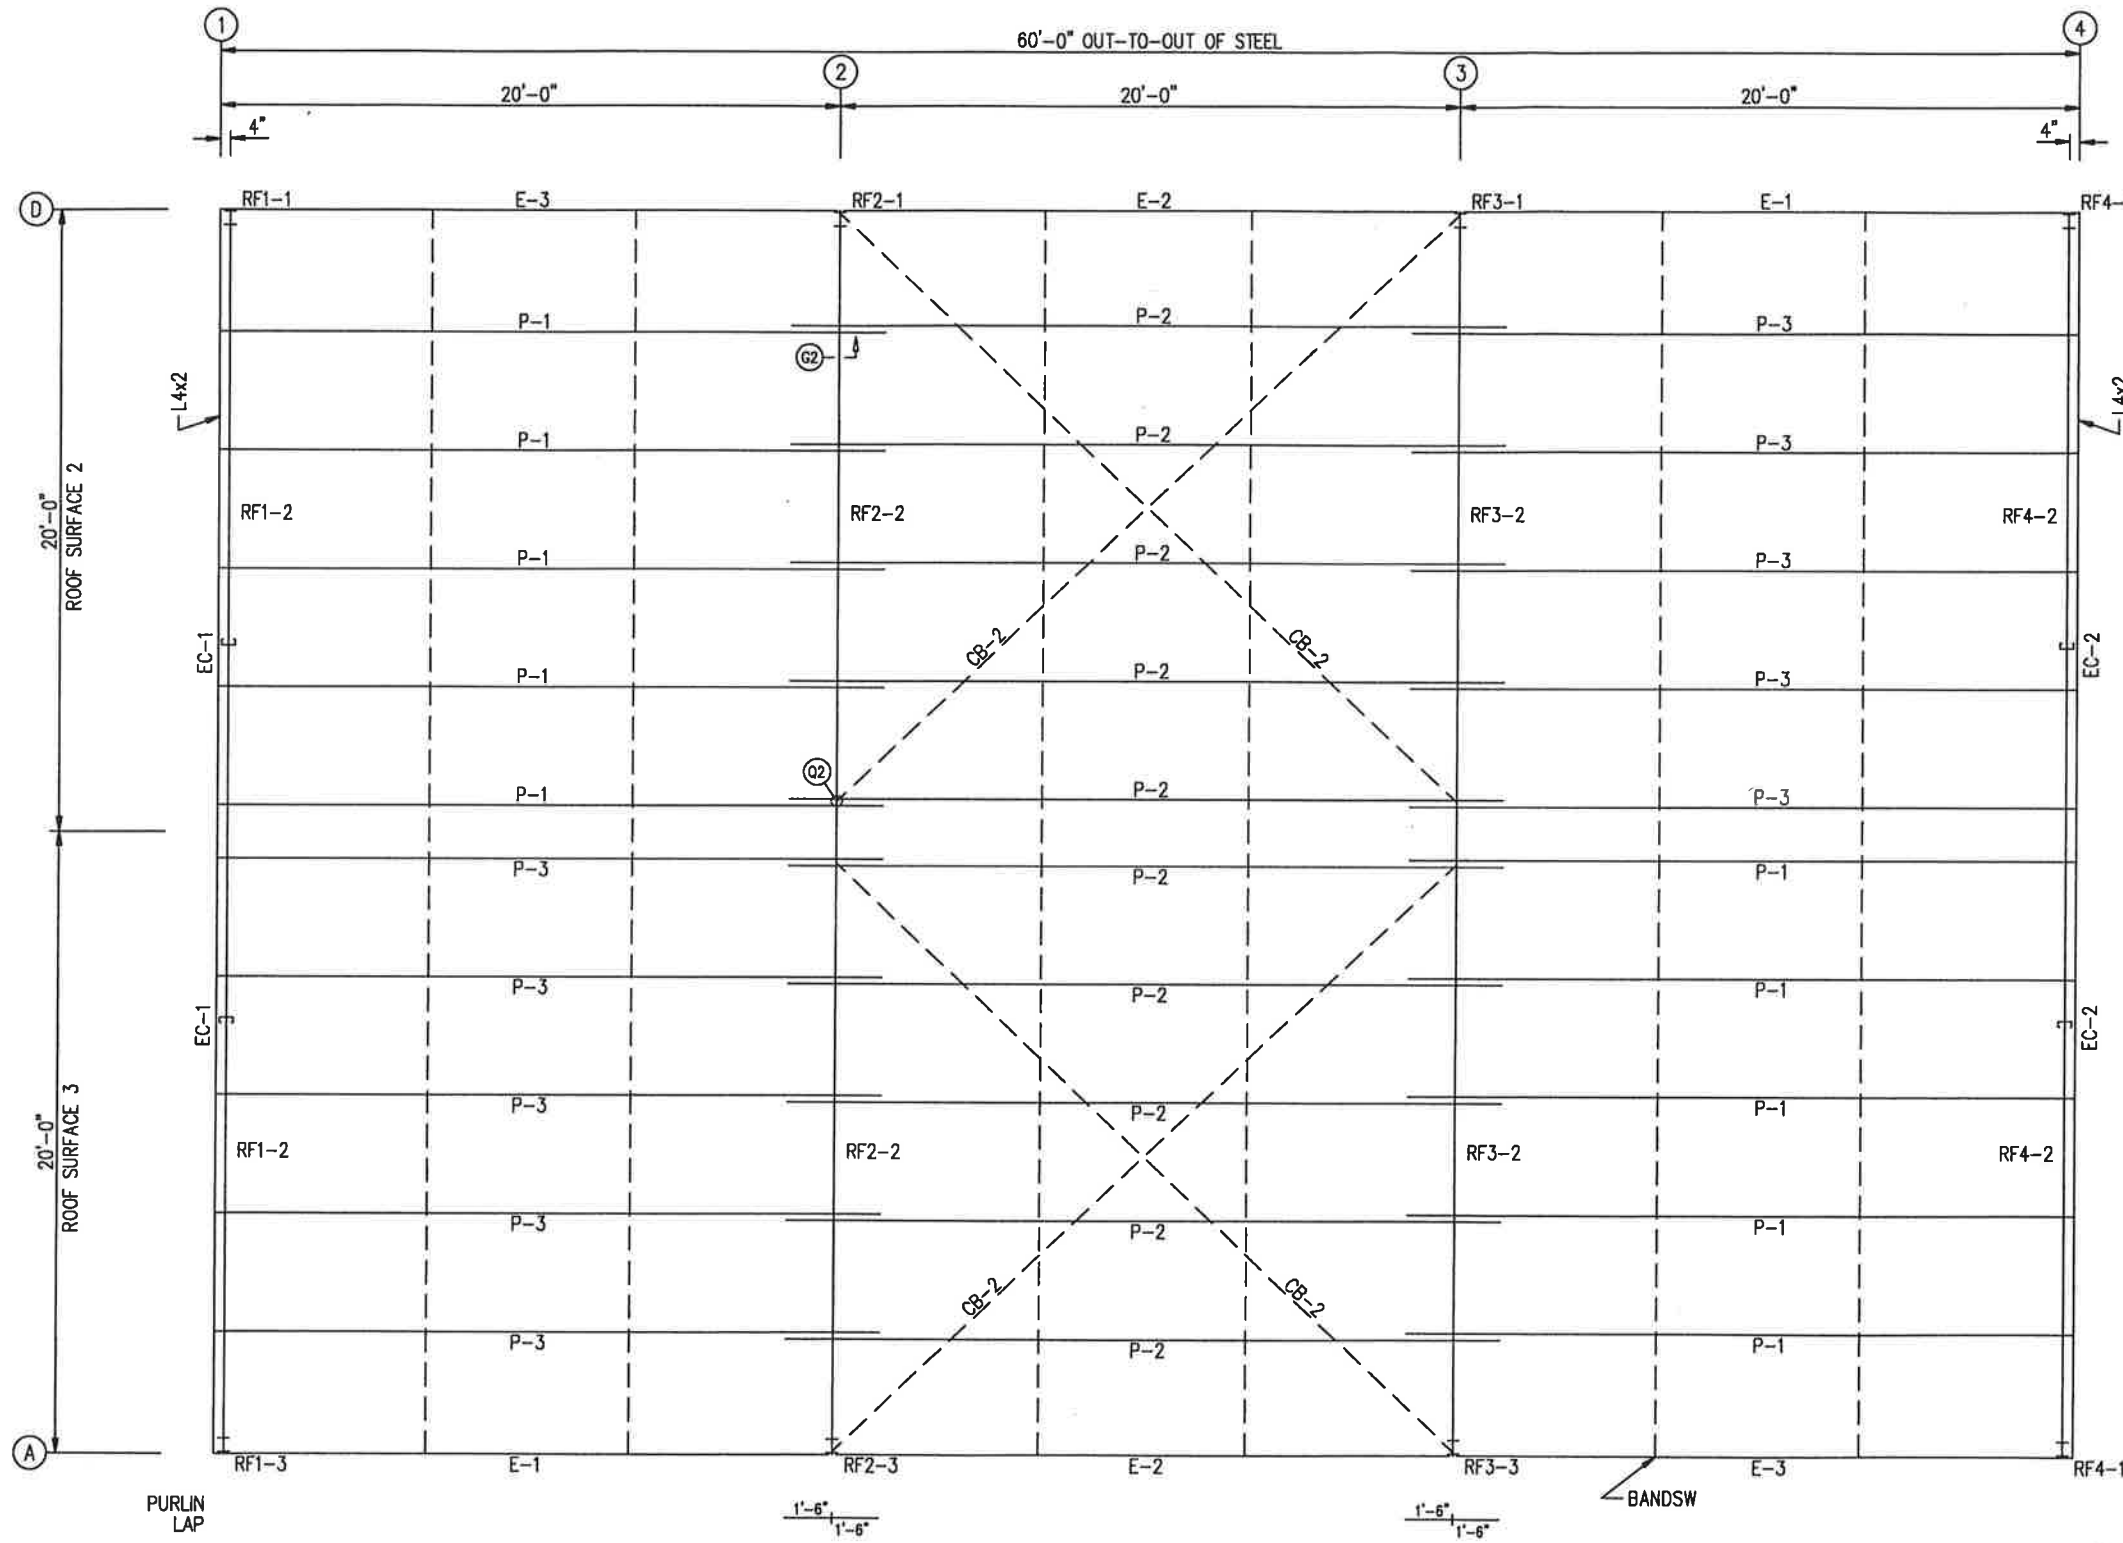 1
4
60'-0" OUT-TO-OUT OF STEEL
2
3
20'-0"
20'-0"
20'-0"
4"
4"
D
RF1-1
E-3
RF2-1
E-2
RF3-1
E-1
RF4-
P-1
P-2
P-3
G2
L4x2
L4x2
P-1
P-2
P-3
20'-0"
ROOF SURFACE 2
RF1-2
RF2-2
RF3-2
RF4-2
P-1
P-2
P-3
EC-1
CB-2
CB-2
EC-2
P-1
P-2
P-3
Q2
P-1
P-2
P-3
P-3
P-2
P-1
P-3
P-2
P-1
EC-1
EC-2
P-3
P-2
P-1
20'-0"
ROOF SURFACE 3
RF1-2
RF2-2
RF3-2
RF4-2
P-3
P-2
P-1
CB-2
CB-2
P-3
P-2
P-1
A
RF1-3
E-1
RF2-3
E-2
RF3-3
E-3
RF4-1
PURLIN
LAP
1'-6"
1'-6"
1'-6"
1'-6"
BANDSW